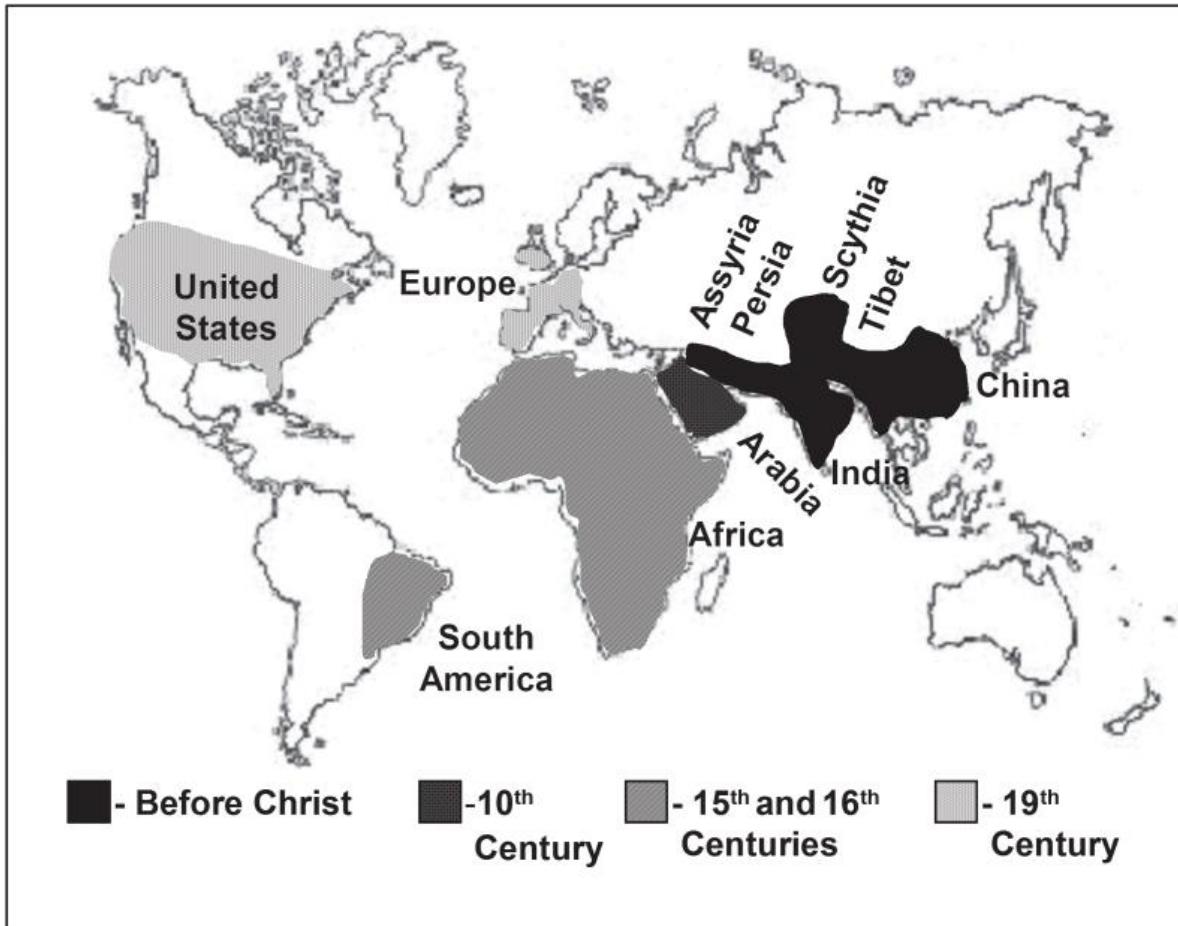 United
States
Europe
Assyria
Persia
Scythia
Tibet
China
India
Arabia
Africa
South
America
- Before Christ
-10th
Century
- 15th and 16th
Centuries
- 19th
Century